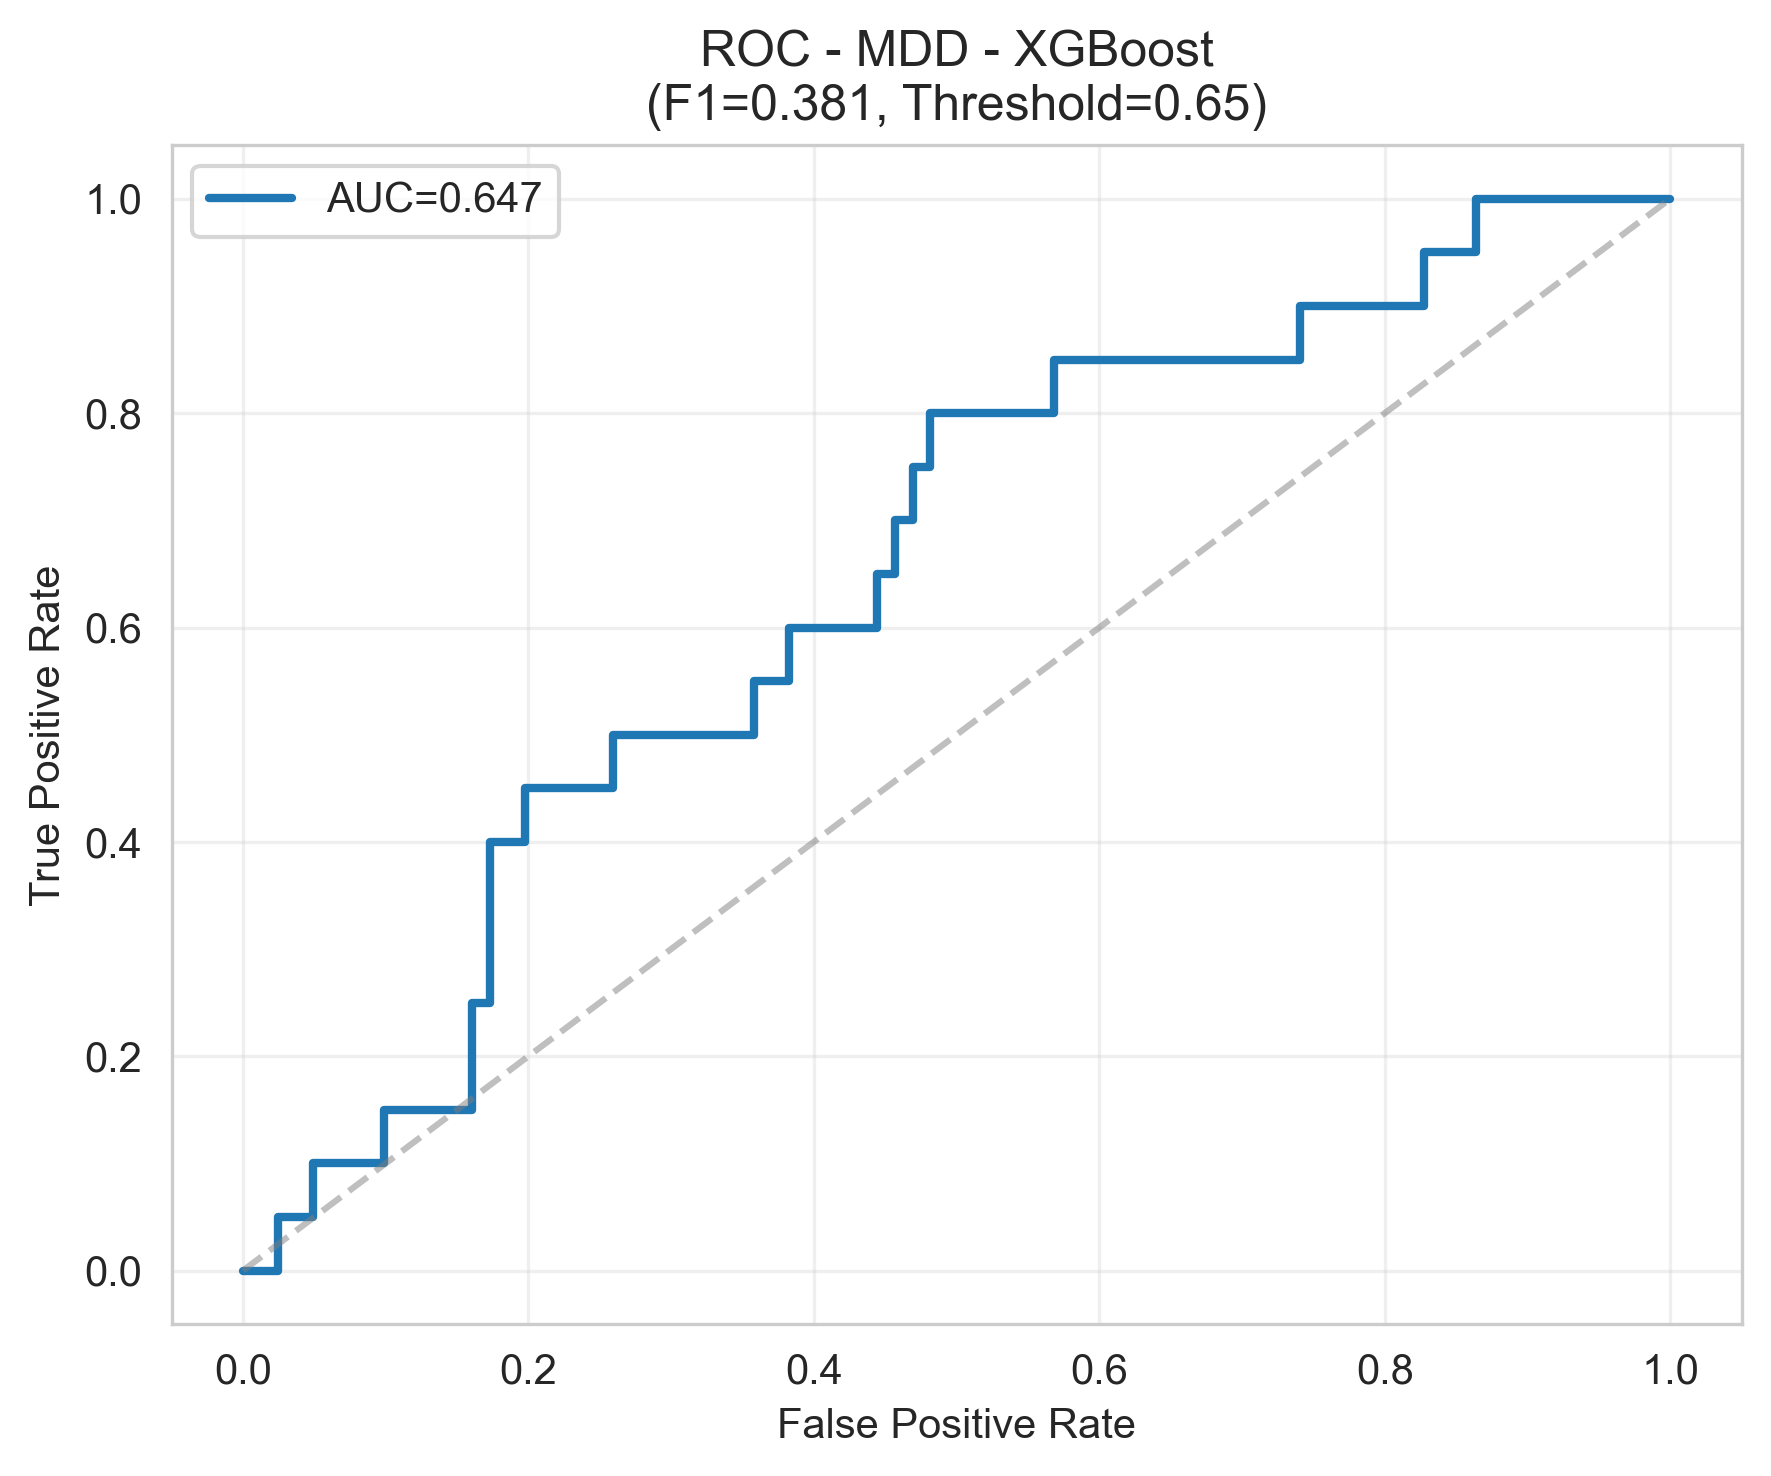 ROC - MDD - XGBoost
(F1=0.381, Threshold=0.65)
AUC=0.647
1.0
0.8
0.6
0.4
0.2
0.0
True Positive Rate
0.0 0.2 0.4 0.6 0.8 1.0
False Positive Rate